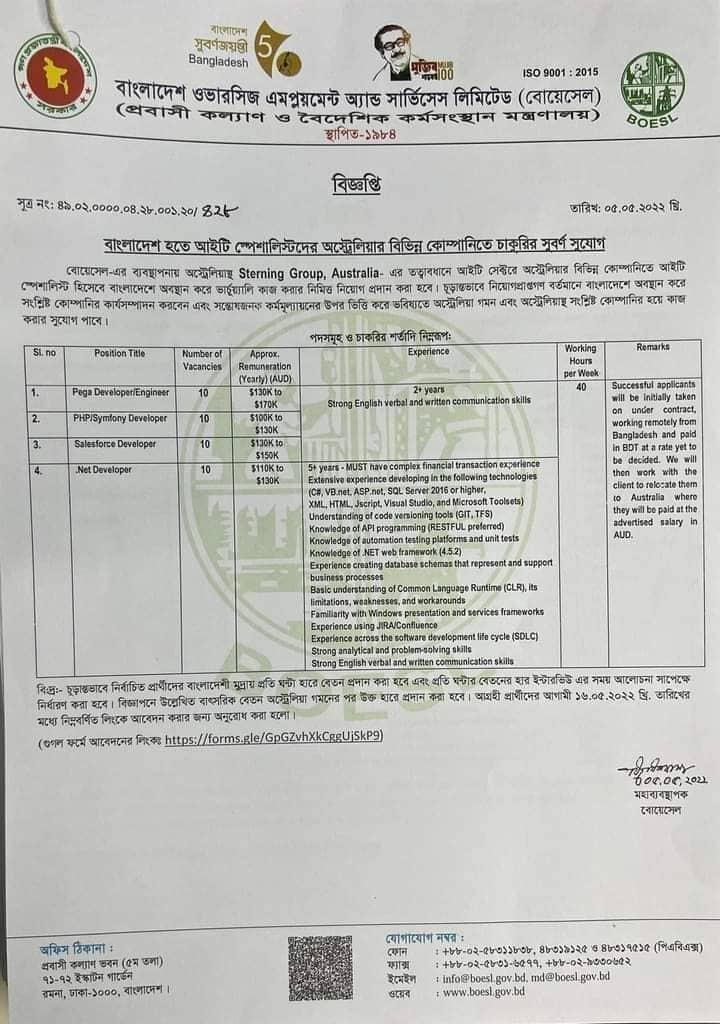 বাংলাদেশ
সুবর্ণজয়ন্তী
Bangladesh
50
মুজিব MUJIB
100
ISO 9001 : 2015
গণপ্রজাতন্ত্রী বাংলাদেশ
সরকার
BOESL
বাংলাদেশ ওভারসিজ এমপ্লয়মেন্ট অ্যান্ড সার্ভিসেস লিমিটেড (বোয়েসেল)
(প্রবাসী কল্যাণ ও বৈদেশিক কর্মসংস্থান মন্ত্রণালয়)
স্থাপিত-১৯৮৪
বিজ্ঞপ্তি
সূত্র নং: ৪৯.০২.০০০০.০৪.২৮.০০১.২০/ ৪২৮
তারিখ: ০৫.০৫.২০২২ খ্রি.
বাংলাদেশ হতে আইটি স্পেশালিস্টদের অস্ট্রেলিয়ার বিভিন্ন কোম্পানিতে চাকুরির সুবর্ণ সুযোগ
বোয়েসেল-এর ব্যবস্থাপনায় অস্ট্রেলিয়াস্থ Sterning Group, Australia- এর তত্বাবধানে আইটি সেক্টরে অস্ট্রেলিয়ার বিভিন্ন কোম্পানিতে আইটি
স্পেশালিস্ট হিসেবে বাংলাদেশে অবস্থান করে ভার্চ্যুয়ালি কাজ করার নিমিত্ত নিয়োগ প্রদান করা হবে। চূড়ান্তভাবে নিয়োগপ্রাপ্তগণ বর্তমানে বাংলাদেশে অবস্থান করে
সংশ্লিষ্ট কোম্পানির কার্যসম্পাদন করবেন এবং সন্তোষজনক কর্মমূল্যায়নের উপর ভিত্তি করে ভবিষ্যতে অস্ট্রেলিয়া গমন এবং অস্ট্রেলিয়াস্থ সংশ্লিষ্ট কোম্পানির হয়ে কাজ
করার সুযোগ পাবে।
পদসমূহ ও চাকরির শর্তাদি নিম্নরূপ:
Sl. no Position Title Number of Vacancies Approx. Remuneration (Yearly) (AUD) Experience Working Hours per Week Remarks
1. Pega Developer/Engineer 10 $130K to $170K
2. PHP/Symfony Developer 10 $100K to $130K
3. Salesforce Developer 10 $130K to $150K
2+ years
Strong English verbal and written communication skills
4. .Net Developer 10 $110K to $130K
5+ years - MUST have complex financial transaction experience
Extensive experience developing in the following technologies
(C#, VB.net, ASP.net, SQL Server 2016 or higher,
XML, HTML, Jscript, Visual Studio, and Microsoft Toolsets)
Understanding of code versioning tools (GIT, TFS)
Knowledge of API programming (RESTFUL preferred)
Knowledge of automation testing platforms and unit tests
Knowledge of .NET web framework (4.5.2)
Experience creating database schemas that represent and support
business processes
Basic understanding of Common Language Runtime (CLR), its
limitations, weaknesses, and workarounds
Familiarity with Windows presentation and services frameworks
Experience using JIRA/Confluence
Experience across the software development life cycle (SDLC)
Strong analytical and problem-solving skills
Strong English verbal and written communication skills
40
Successful applicants
will be initially taken
on under contract,
working remotely from
Bangladesh and paid
in BDT at a rate yet to
be decided. We will
then work with the
client to relocate them
to Australia where
they will be paid at the
advertised salary in
AUD.
বি:দ্র:- চূড়ান্তভাবে নির্বাচিত প্রার্থীদের বাংলাদেশী মুদ্রায় প্রতি ঘন্টা হারে বেতন প্রদান করা হবে এবং প্রতি ঘন্টার বেতনের হার ইন্টারভিউ এর সময় আলোচনা সাপেক্ষে
নির্ধারণ করা হবে। বিজ্ঞাপনে উল্লেখিত বাৎসরিক বেতন অস্ট্রেলিয়া গমনের পর উক্ত হারে প্রদান করা হবে। আগ্রহী প্রার্থীদের আগামী ১৬.০৫.২০২২ খ্রি. তারিখের
মধ্যে নিম্নবর্ণিত লিংকে আবেদন করার জন্য অনুরোধ করা হলো।
(গুগল ফর্মে আবেদনের লিংকঃ https://forms.gle/GpGZvhXkCggUjSkP9)
০৫.০৫.২০২২
মহাব্যবস্থাপক
বোয়েসেল
অফিস ঠিকানা :
প্রবাসী কল্যাণ ভবন (৫ম তলা)
৭১-৭২ ইস্কাটন গার্ডেন
রমনা, ঢাকা-১০০০, বাংলাদেশ।
যোগাযোগ নম্বর :
ফোন : +৮৮-০২-৫৮৩১১৮৩৮, ৪৮৩১৯১২৫ ও ৪৮৩১৭৫১৫ (পিএবিএক্স)
ফ্যাক্স : +৮৮-০২-৫৮৩১-৬৫৭৭, +৮৮-০২-৯৩৩০৬৫২
ইমেইল : info@boesl.gov.bd, md@boesl.gov.bd
ওয়েব : www.boesl.gov.bd